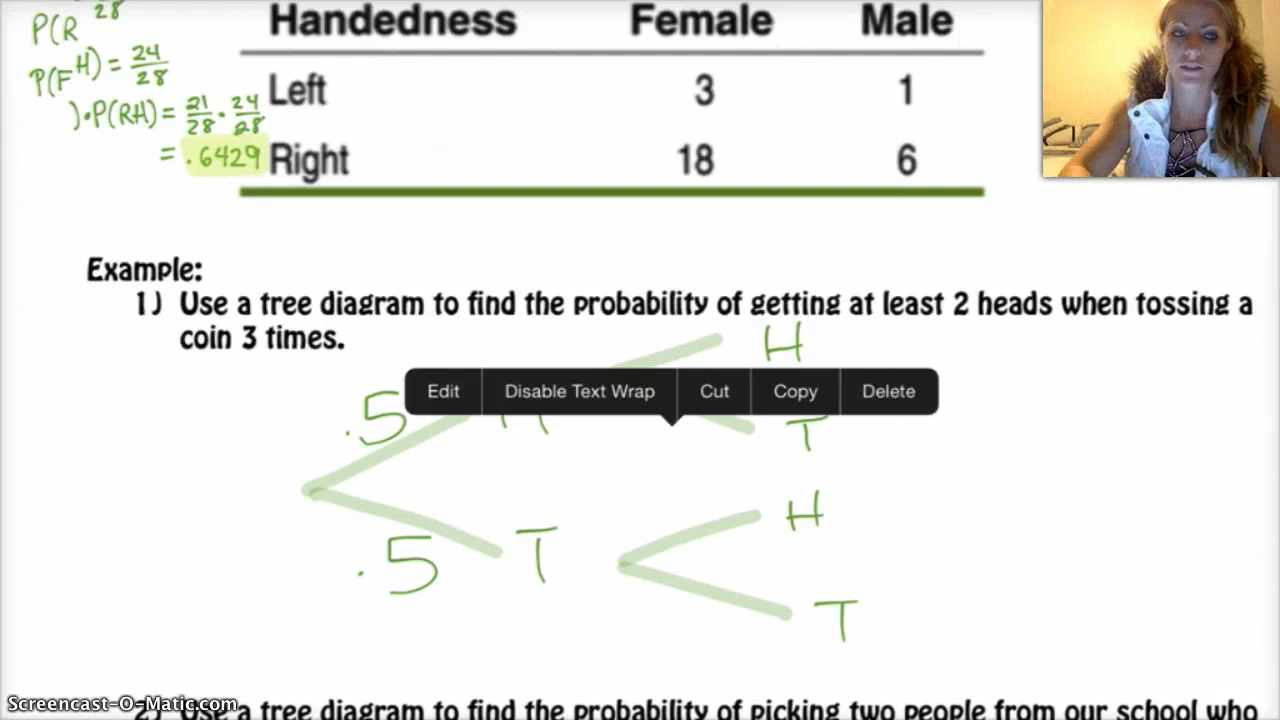 28
P(R
P(F H) = 24/28
) • P(RH) = 21/28 • 24/28
= .6429
Handedness Female Male
Left 3 1
Right 18 6
Example:
1) Use a tree diagram to find the probability of getting at least 2 heads when tossing a
coin 3 times.
H
Edit Disable Text Wrap Cut Copy Delete
.5
T
H
.5 T
T
2) Use a tree diagram to find the probability of picking two people from our school who
Screencast-O-Matic.com